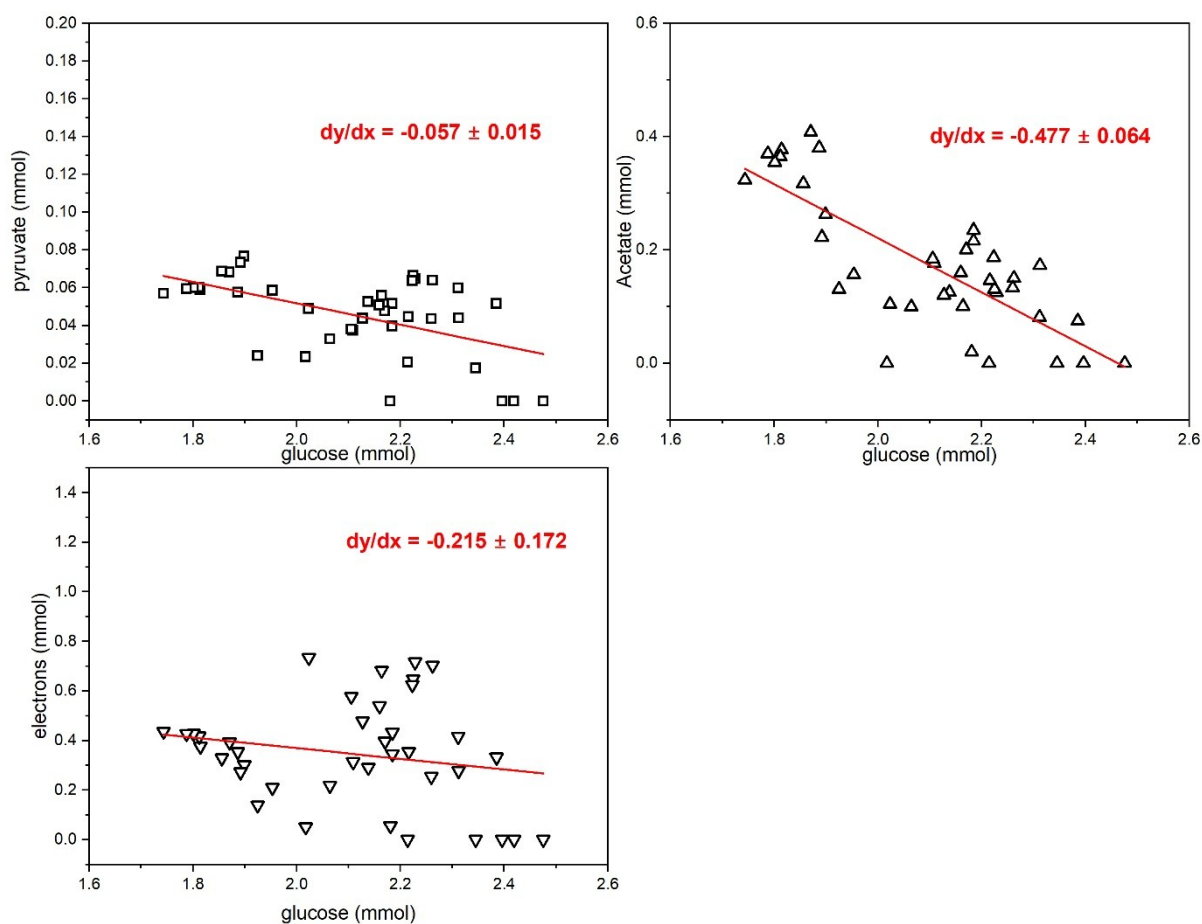 0.20
0.18
0.16
0.14
0.12
0.10
0.08
0.06
0.04
0.02
0.00
pyruvate (mmol)
dy/dx = -0.057 ± 0.015
1.6 1.8 2.0 2.2 2.4 2.6
glucose (mmol)
0.6
0.4
0.2
0.0
Acetate (mmol)
dy/dx = -0.477 ± 0.064
1.6 1.8 2.0 2.2 2.4 2.6
glucose (mmol)
1.4
1.2
1.0
0.8
0.6
0.4
0.2
0.0
electrons (mmol)
dy/dx = -0.215 ± 0.172
1.6 1.8 2.0 2.2 2.4 2.6
glucose (mmol)